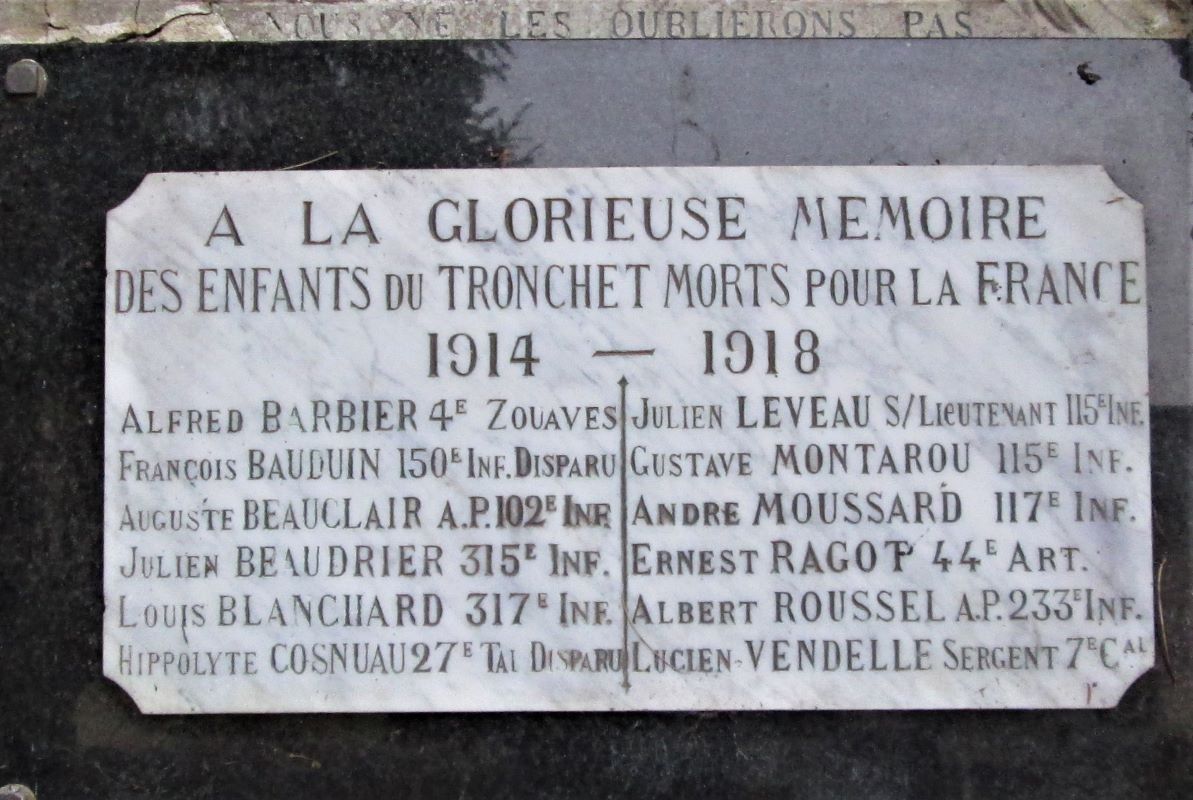 NOUS NE LES OUBLIERONS PAS
A LA GLORIEUSE MEMOIRE
DES ENFANTS DU TRONCHET MORTS POUR LA FRANCE
1914 — 1918
ALFRED BARBIER 4E ZOUAVES
FRANÇOIS BAUDUIN 150E INF. DISPARU
AUGUSTE BEAUCLAIR A.P. 102E INF.
JULIEN BEAUDRIER 315E INF.
LOUIS BLANCHARD 317E INF.
HIPPOLYTE COSNUAU 27E TAL DISPARU
JULIEN LEVEAU S/LIEUTENANT 115E INF.
GUSTAVE MONTAROU 115E INF.
ANDRE MOUSSARD 117E INF.
ERNEST RAGOT 44E ART.
ALBERT ROUSSEL A.P. 233E INF.
LUCIEN VENDELLE SERGENT 7E CAL